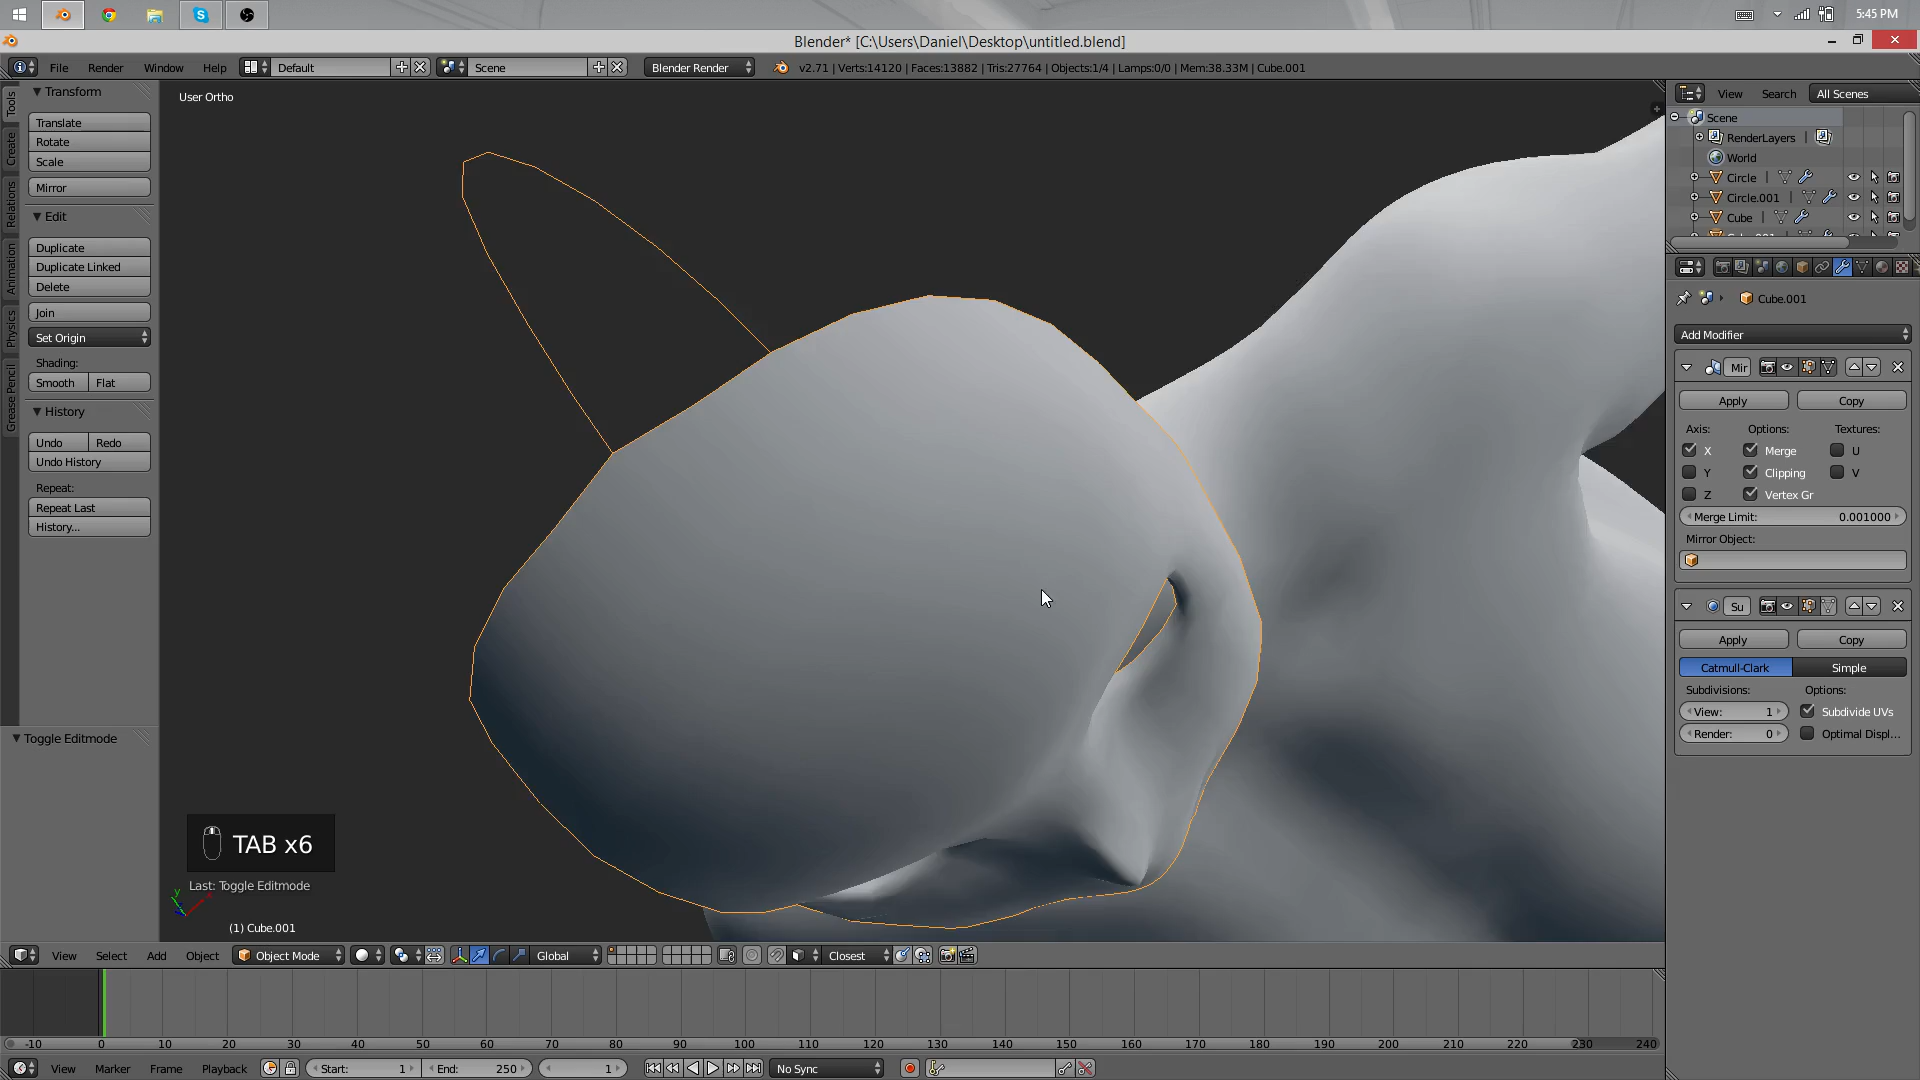 5:45 PM
Blender* [C:\Users\Daniel\Desktop\untitled.blend]
File Render Window Help Default Scene Blender Render v2.71 | Verts:14120 | Faces:13882 | Tris:27764 | Objects:1/4 | Lamps:0/0 | Mem:38.33M | Cube.001
Tools
Create
Relations
Animation
Physics
Grease Pencil
Transform
Translate
Rotate
Scale
Mirror
Edit
Duplicate
Duplicate Linked
Delete
Join
Set Origin
Shading:
Smooth Flat
History
Undo Redo
Undo History
Repeat:
Repeat Last
History...
Toggle Editmode
User Ortho
TAB x6
Last: Toggle Editmode
y
(1) Cube.001
View Search All Scenes
Scene
RenderLayers |
World
Circle |
Circle.001 |
Cube |
Cube.001
Add Modifier
Mir
Apply Copy
Axis: Options: Textures:
X Merge U
Y Clipping V
Z Vertex Gr
Merge Limit: 0.001000
Mirror Object:
Su
Apply Copy
Catmull-Clark Simple
Subdivisions: Options:
View: 1 Subdivide UVs
Render: 0 Optimal Displ...
View Select Add Object Object Mode Global Closest
-10 0 10 20 30 40 50 60 70 80 90 100 110 120 130 140 150 160 170 180 190 200 210 220 230 240
View Marker Frame Playback Start: 1 End: 250 1 No Sync